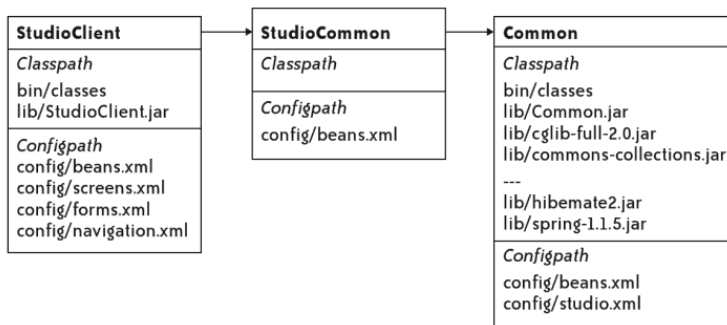 StudioClient
Classpath
bin/classes
lib/StudioClient.jar
Configpath
config/beans.xml
config/screens.xml
config/forms.xml
config/navigation.xml
StudioCommon
Classpath
Configpath
config/beans.xml
Common
Classpath
bin/classes
lib/Common.jar
lib/cglib-full-2.0.jar
lib/commons-collections.jar
---
lib/hibemate2.jar
lib/spring-1.1.5.jar
Configpath
config/beans.xml
config/studio.xml